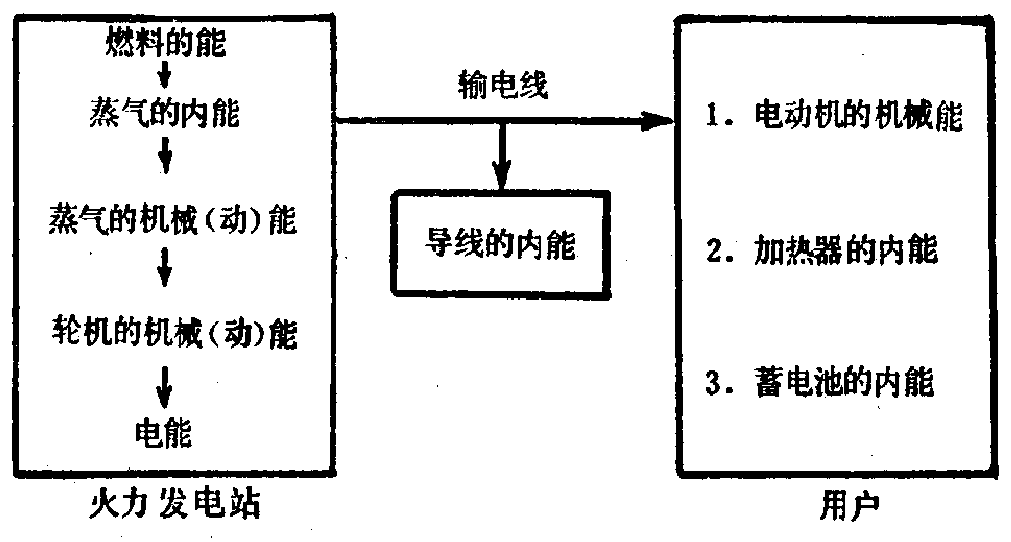 燃料的能
蒸气的内能
蒸气的机械(动)能
轮机的机械(动)能
电能
火力发电站
输电线
导线的内能
1. 电动机的机械能
2. 加热器的内能
3. 蓄电池的内能
用户